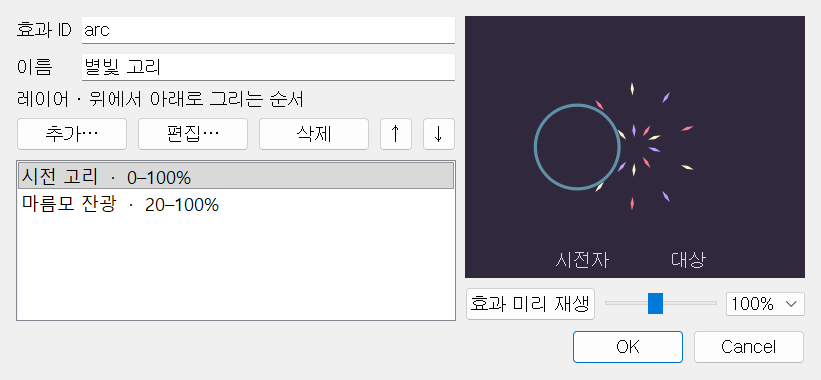 효과 ID arc
이름 별빛 고리
레이어 · 위에서 아래로 그리는 순서
추가… 편집… 삭제 ↑ ↓
시전 고리 · 0–100%
마름모 잔광 · 20–100%
시전자 대상
효과 미리 재생 100%
OK Cancel